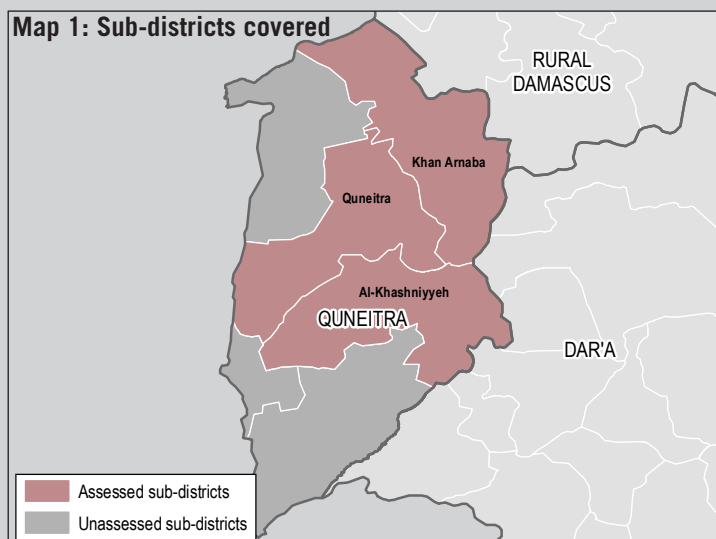 Map 1: Sub-districts covered
RURAL
DAMASCUS
Khan Arnaba
Quneitra
Al-Khashniyyeh
QUNEITRA
DAR'A
Assessed sub-districts
Unassessed sub-districts